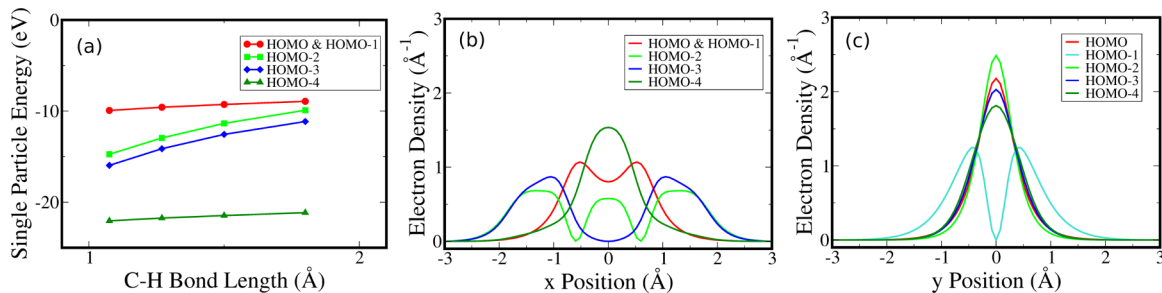 Single Particle Energy (eV)
0
-10
-20
1
2
C-H Bond Length (Å)
(a)
HOMO & HOMO-1
HOMO-2
HOMO-3
HOMO-4
Electron Density (Å⁻¹)
3
2
1
0
-3 -2 -1 0 1 2 3
x Position (Å)
(b)
HOMO & HOMO-1
HOMO-2
HOMO-3
HOMO-4
Electron Density (Å⁻¹)
3
2
1
0
-3 -2 -1 0 1 2 3
y Position (Å)
(c)
HOMO
HOMO-1
HOMO-2
HOMO-3
HOMO-4